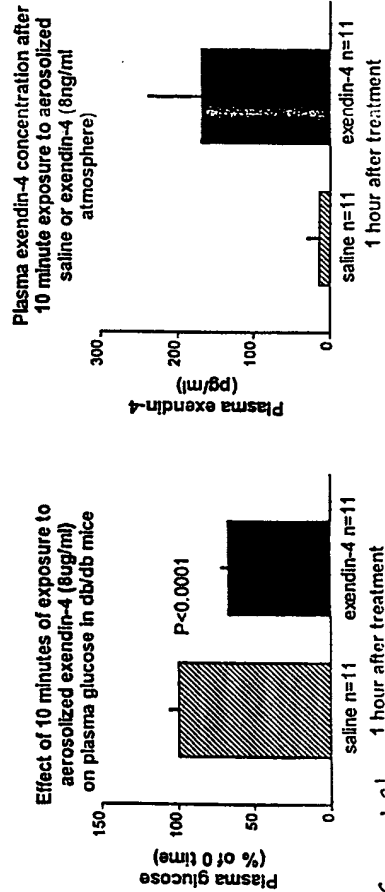 Effect of 10 minutes of exposure to
aerosolized exendin-4 (8ug/ml)
on plasma glucose in db/db mice
Plasma glucose
(% of 0 time)
150
100
50
0
P<0.0001
saline n=11 exendin-4 n=11
1 hour after treatment
Plasma exendin-4 concentration after
10 minute exposure to aerosolized
saline or exendin-4 (8ng/ml
atmosphere)
Plasma exendin-4
(pg/ml)
300
200
100
0
saline n=11 exendin-4 n=11
1 hour after treatment